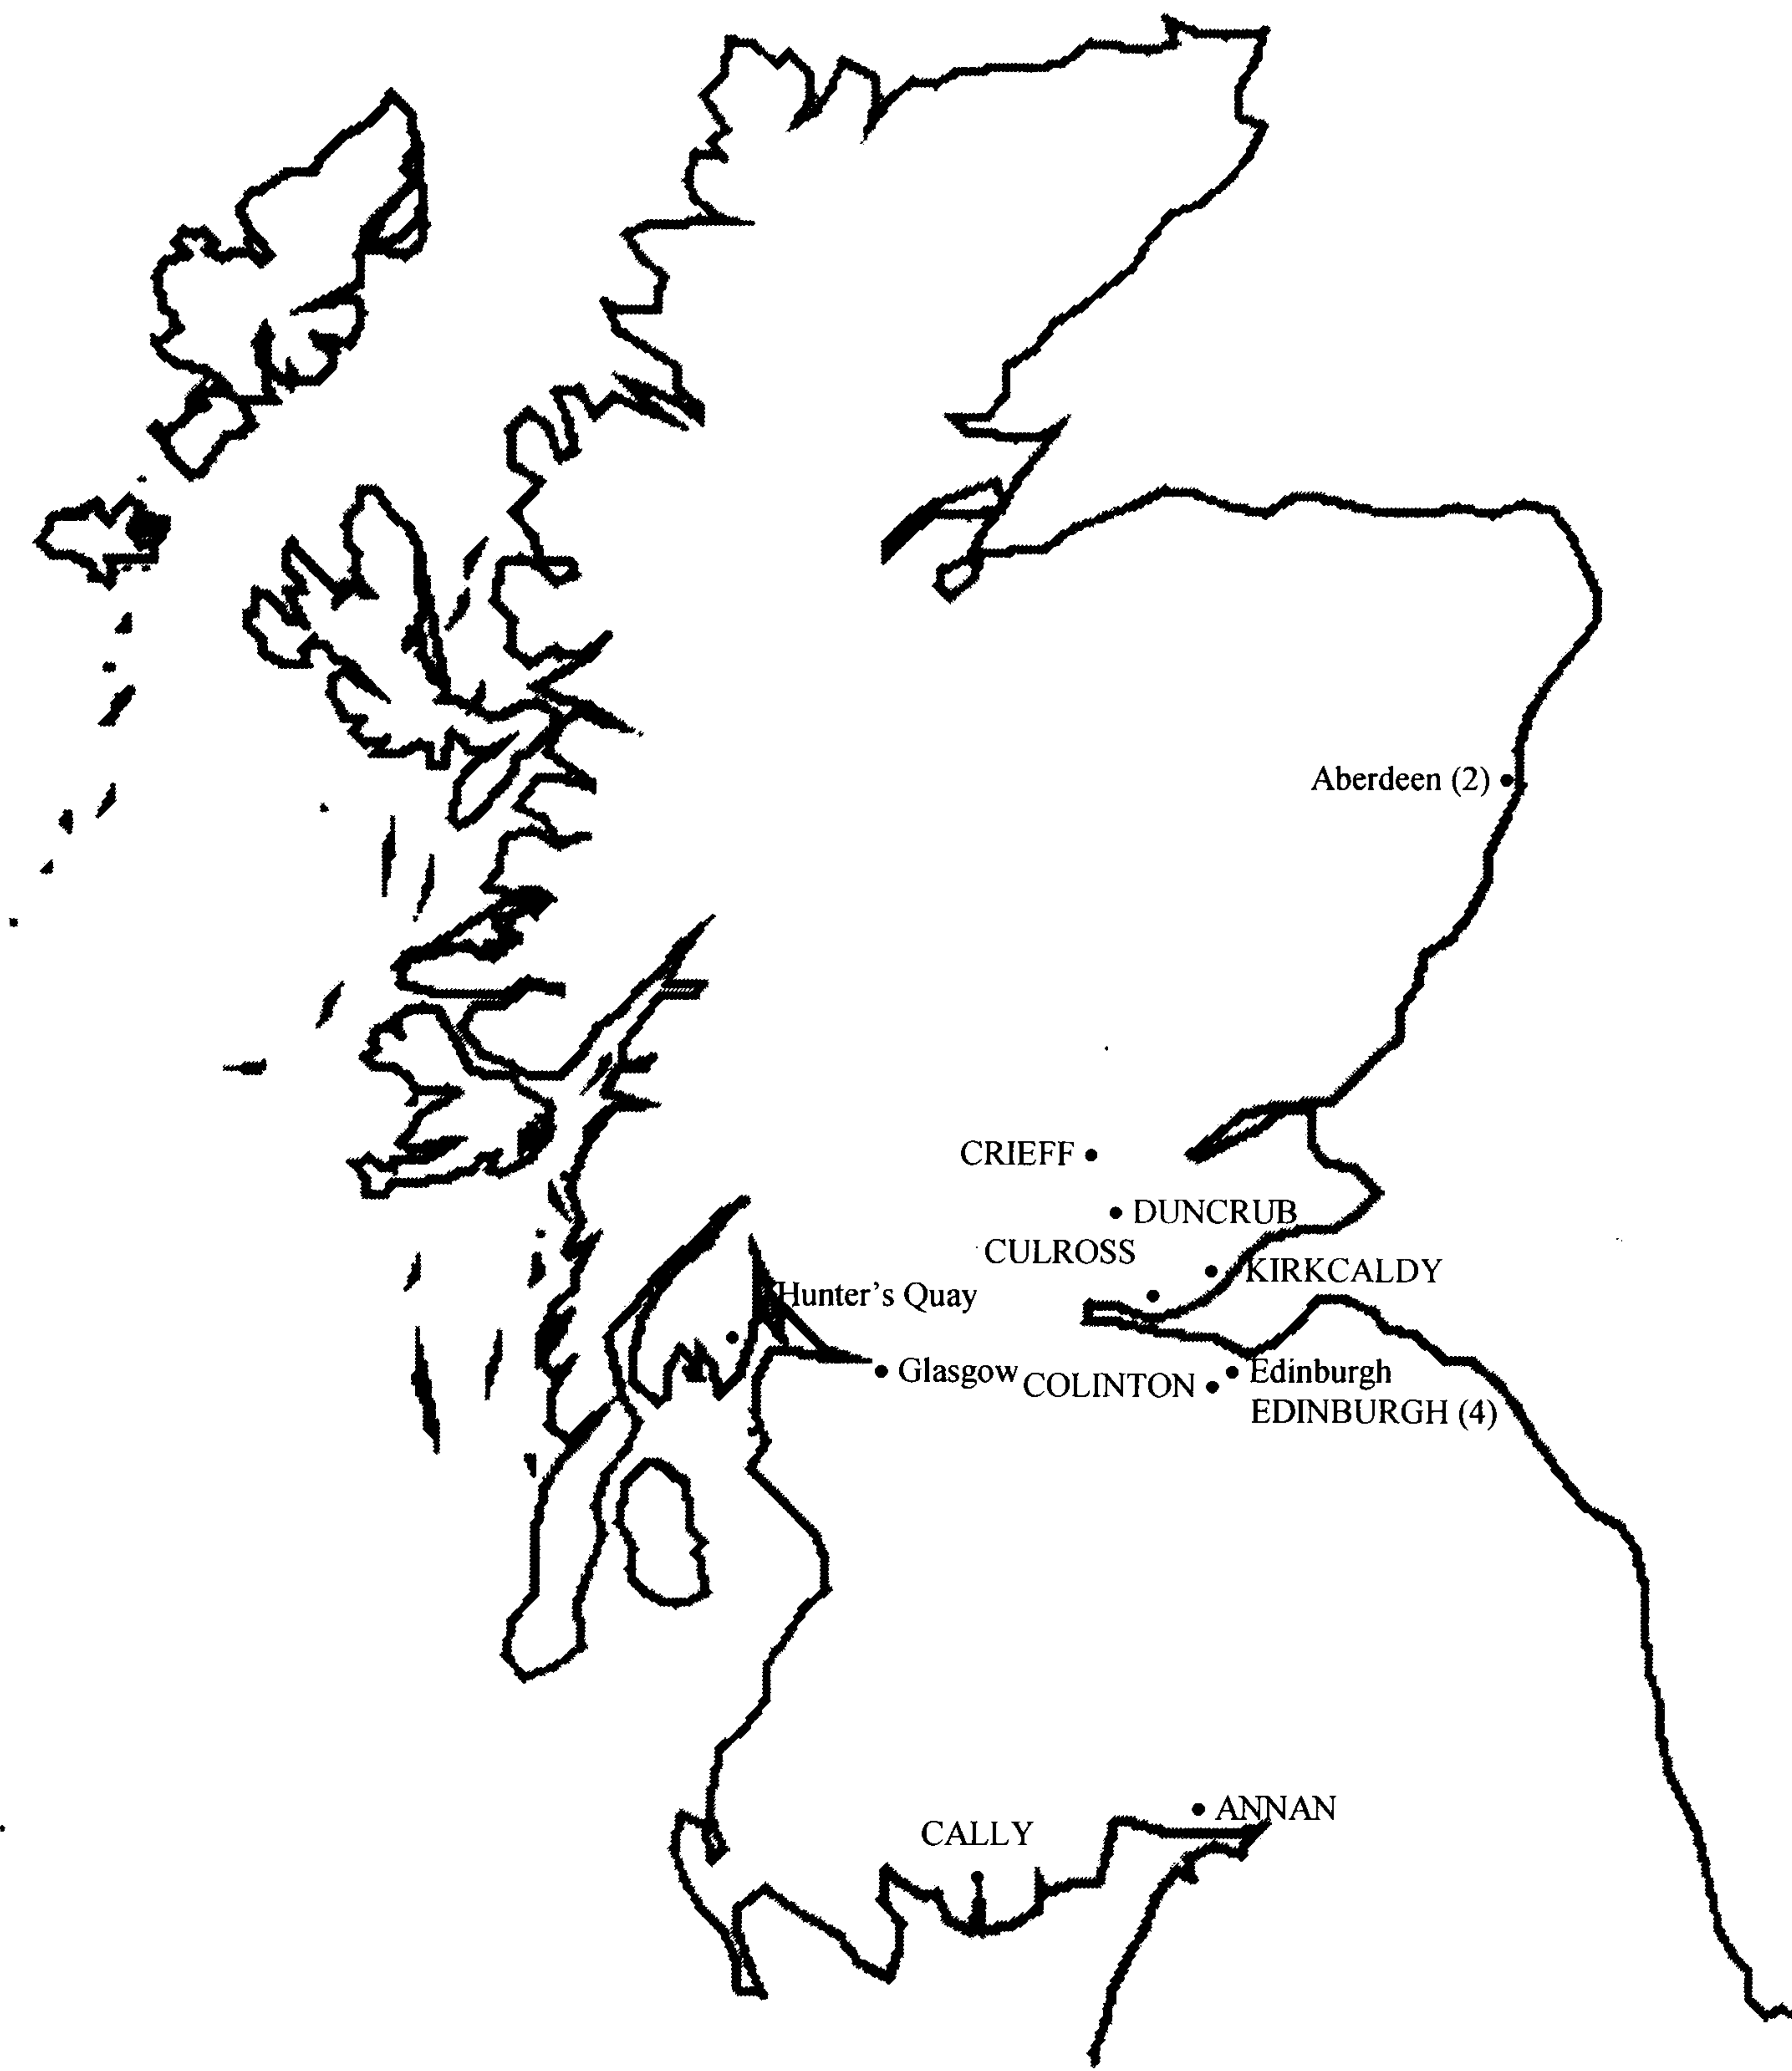 Aberdeen (2)
CRIEFF
DUNCRUB
CULROSS
KIRKCALDY
Hunter's Quay
Glasgow
COLINTON
Edinburgh
EDINBURGH (4)
ANNAN
CALLY